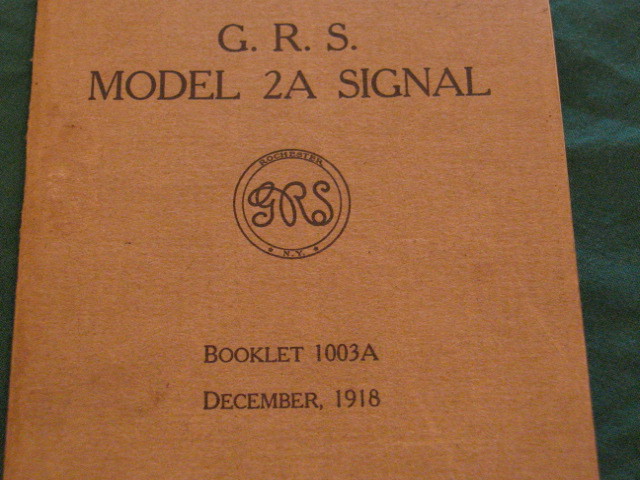 G. R. S.
MODEL 2A SIGNAL
ROCHESTER
GRS
N.Y.
BOOKLET 1003A
DECEMBER, 1918